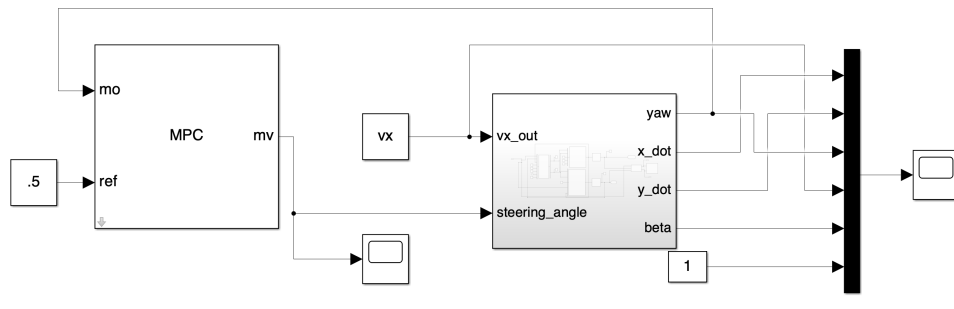 mo
MPC
mv
.5
ref
vx
vx_out
steering_angle
yaw
x_dot
y_dot
beta
1